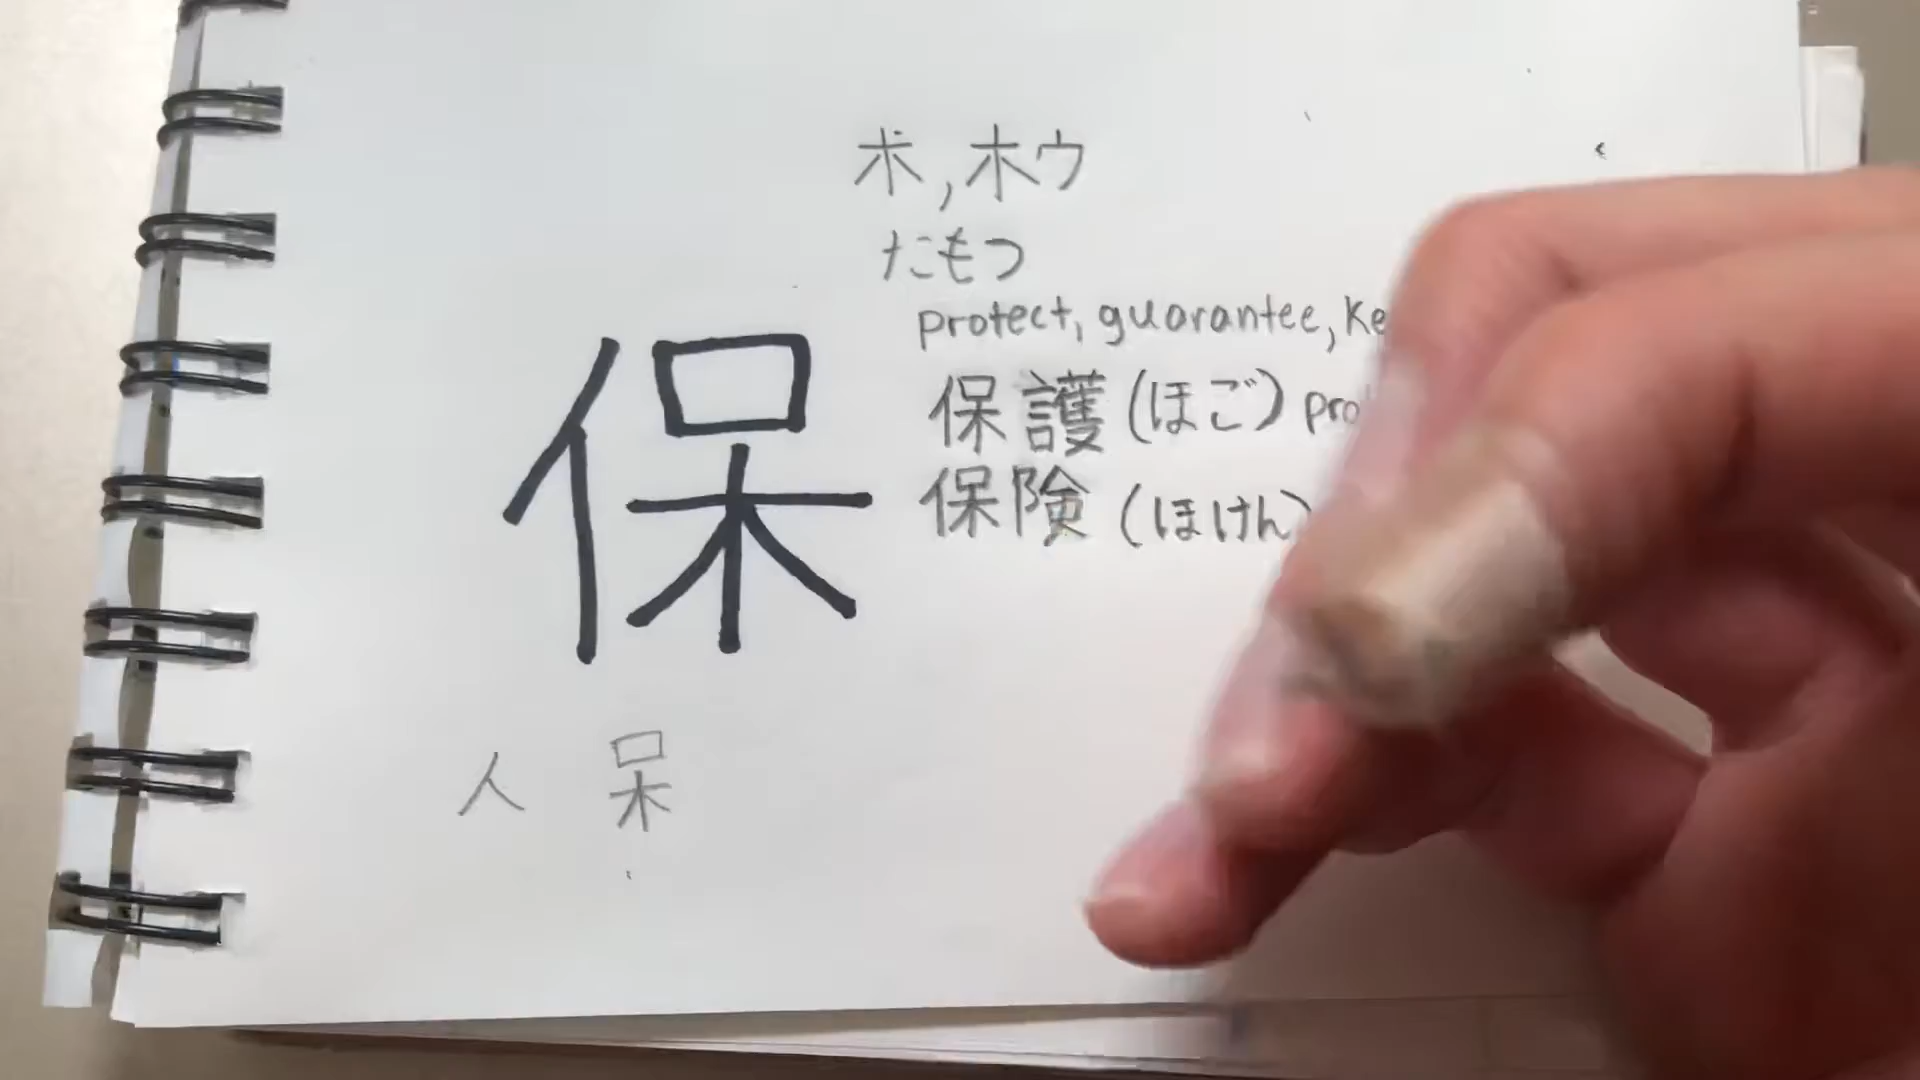 ホ, ホウ
たもつ
protect, guarantee,
保護 (ほご)
保険 (ほけん)
保
人 呆